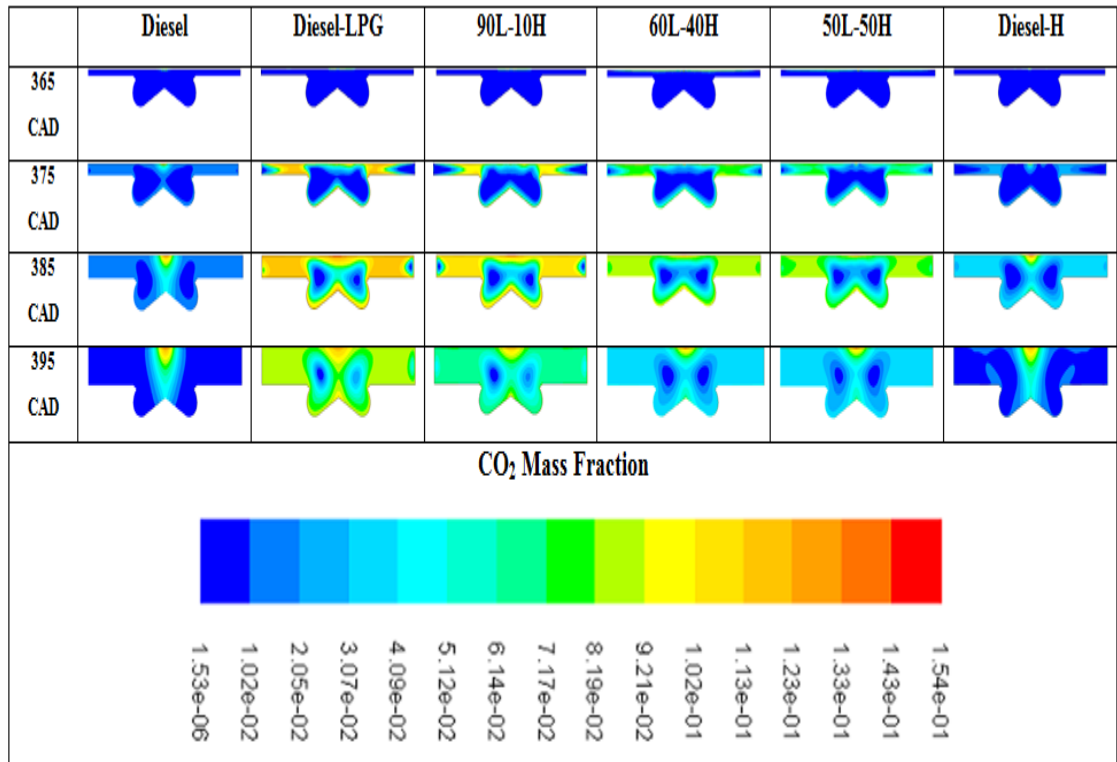 Diesel Diesel-LPG 90L-10H 60L-40H 50L-50H Diesel-H
365
CAD
375
CAD
385
CAD
395
CAD
CO₂ Mass Fraction
1.53e-06 1.02e-02 2.05e-02 3.07e-02 4.09e-02 5.12e-02 6.14e-02 7.17e-02 8.19e-02 9.21e-02 1.02e-01 1.13e-01 1.23e-01 1.33e-01 1.43e-01 1.54e-01